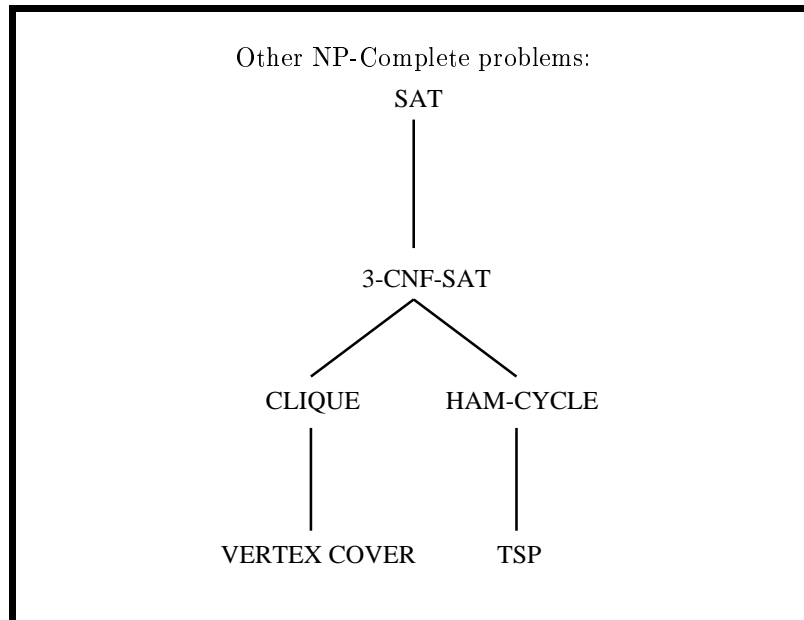 Other NP-Complete problems:
SAT
3-CNF-SAT
CLIQUE HAM-CYCLE
VERTEX COVER TSP